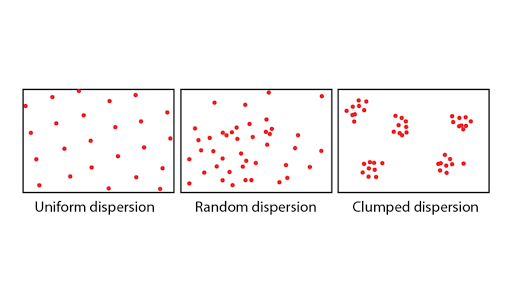 Uniform dispersion
Random dispersion
Clumped dispersion